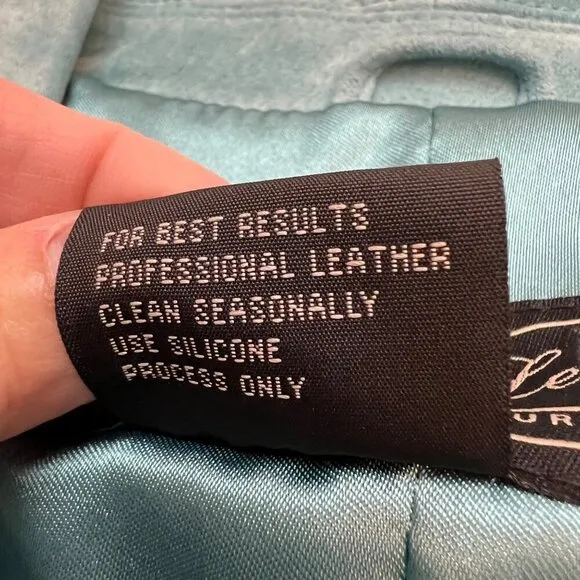 FOR BEST RESULTS
PROFESSIONAL LEATHER
CLEAN SEASONALLY
USE SILICONE
PROCESS ONLY